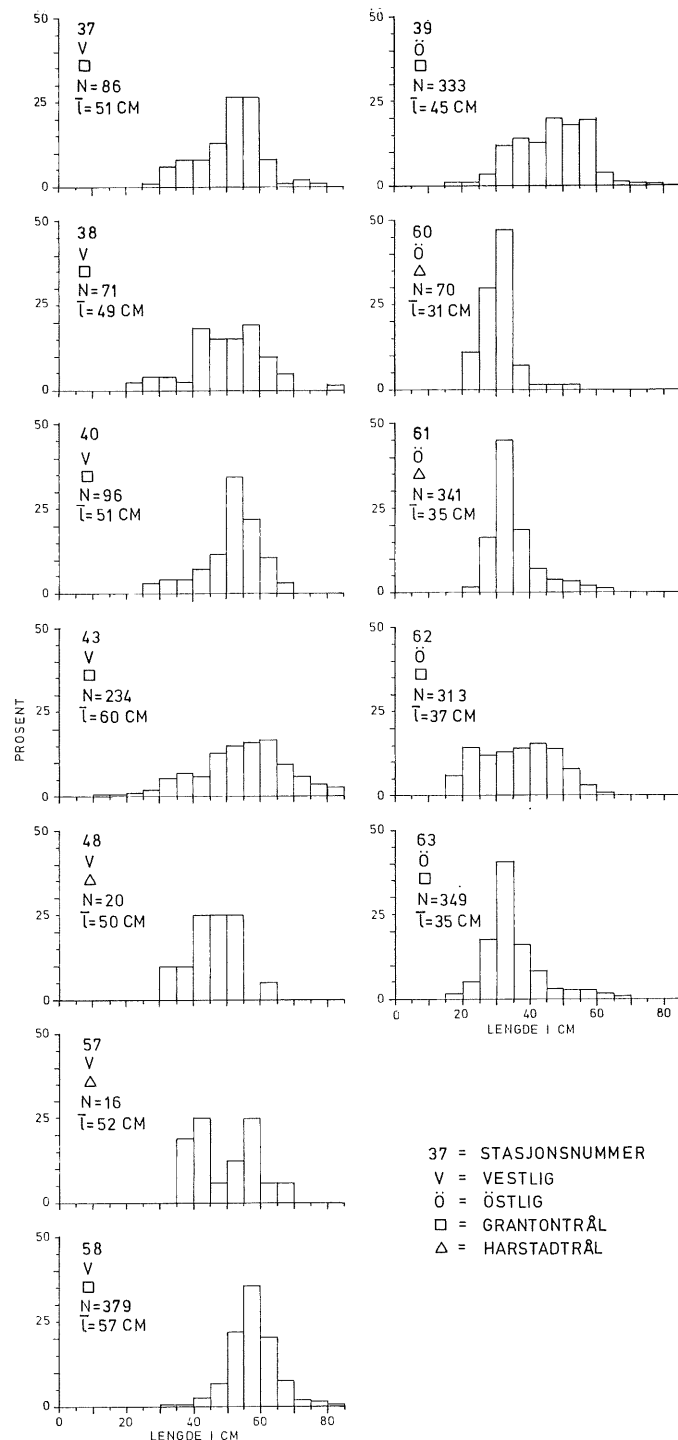 50
25
0
37
V
□
N=86
l̄=51 CM
38
V
□
N=71
l̄=49 CM
25
0
50
25
0
40
V
□
N=96
l̄=51 CM
50
25
0
43
V
□
N=234
l̄=60 CM
PROSENT
50
25
0
48
V
△
N=20
l̄=50 CM
50
25
0
57
V
△
N=16
l̄=52 CM
50
25
0
58
V
□
N=379
l̄=57 CM
0 20 40 60 80
LENGDE I CM
50
25
0
39
Ö
□
N=333
l̄=45 CM
50
25
0
60
Ö
△
N=70
l̄=31 CM
50
25
0
61
Ö
△
N=341
l̄=35 CM
50
25
0
62
Ö
□
N=313
l̄=37 CM
50
25
0
63
Ö
□
N=349
l̄=35 CM
0 20 40 60 80
LENGDE I CM
37 = STASJONSNUMMER
V = VESTLIG
Ö = ÖSTLIG
□ = GRANTONTRÅL
△ = HARSTADTRÅL